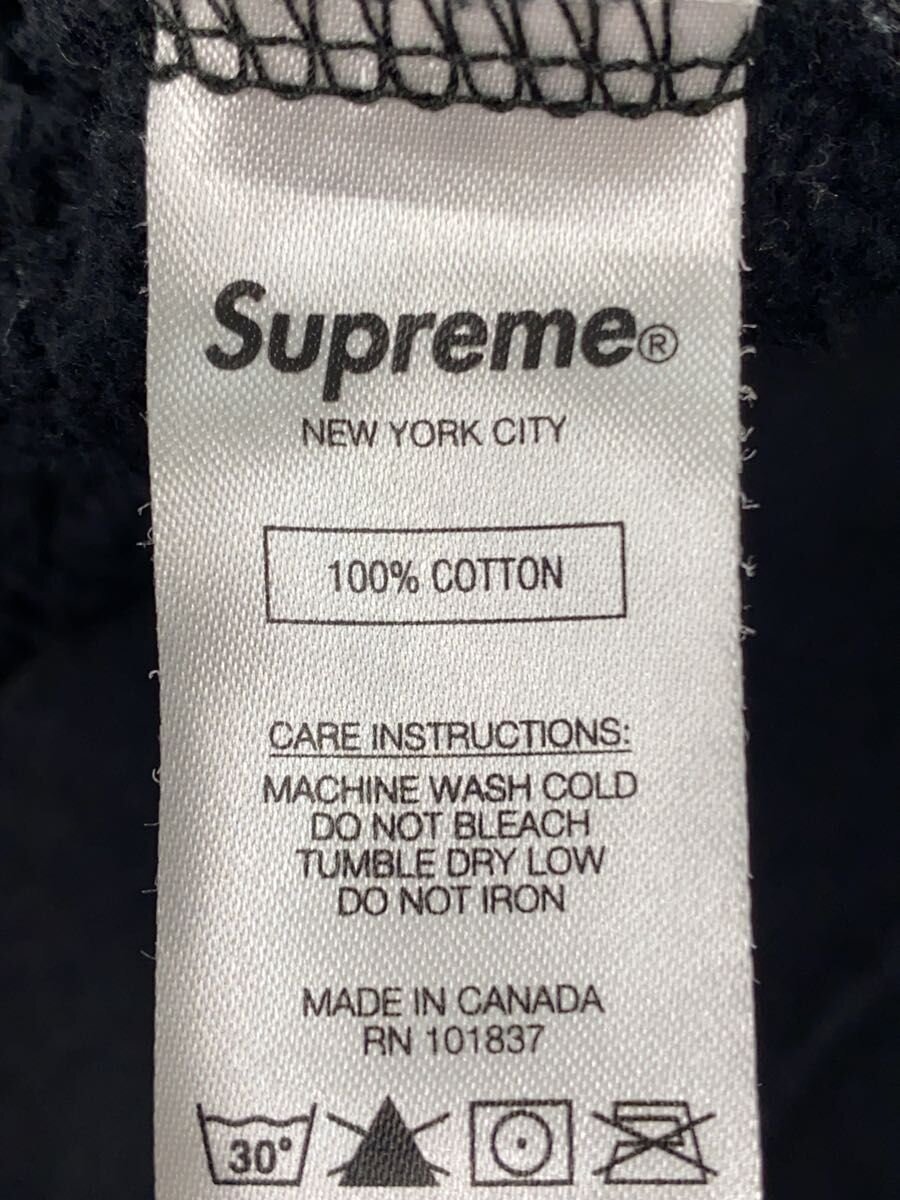 Supreme®
NEW YORK CITY
100% COTTON
CARE INSTRUCTIONS:
MACHINE WASH COLD
DO NOT BLEACH
TUMBLE DRY LOW
DO NOT IRON
MADE IN CANADA
RN 101837
30°